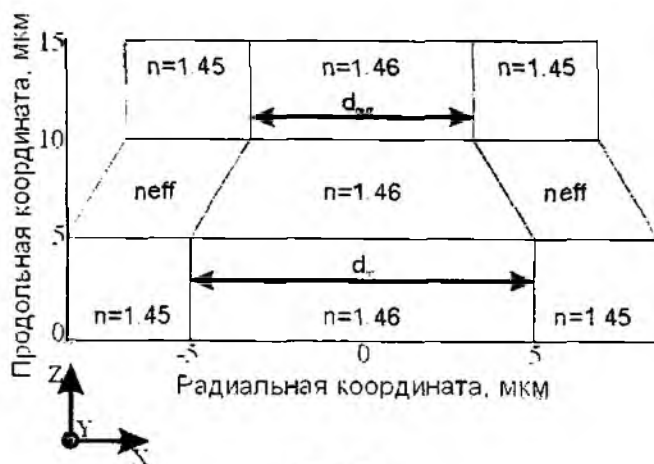 Продольная координата, мкм
15
n=1.45
n=1.46
n=1.45
10
neff
n=1.46
neff
5
d
n=1.45
n=1.46
n=1 45
0
-5
0
5
Радиальная координата, мкм
Z
Y
X